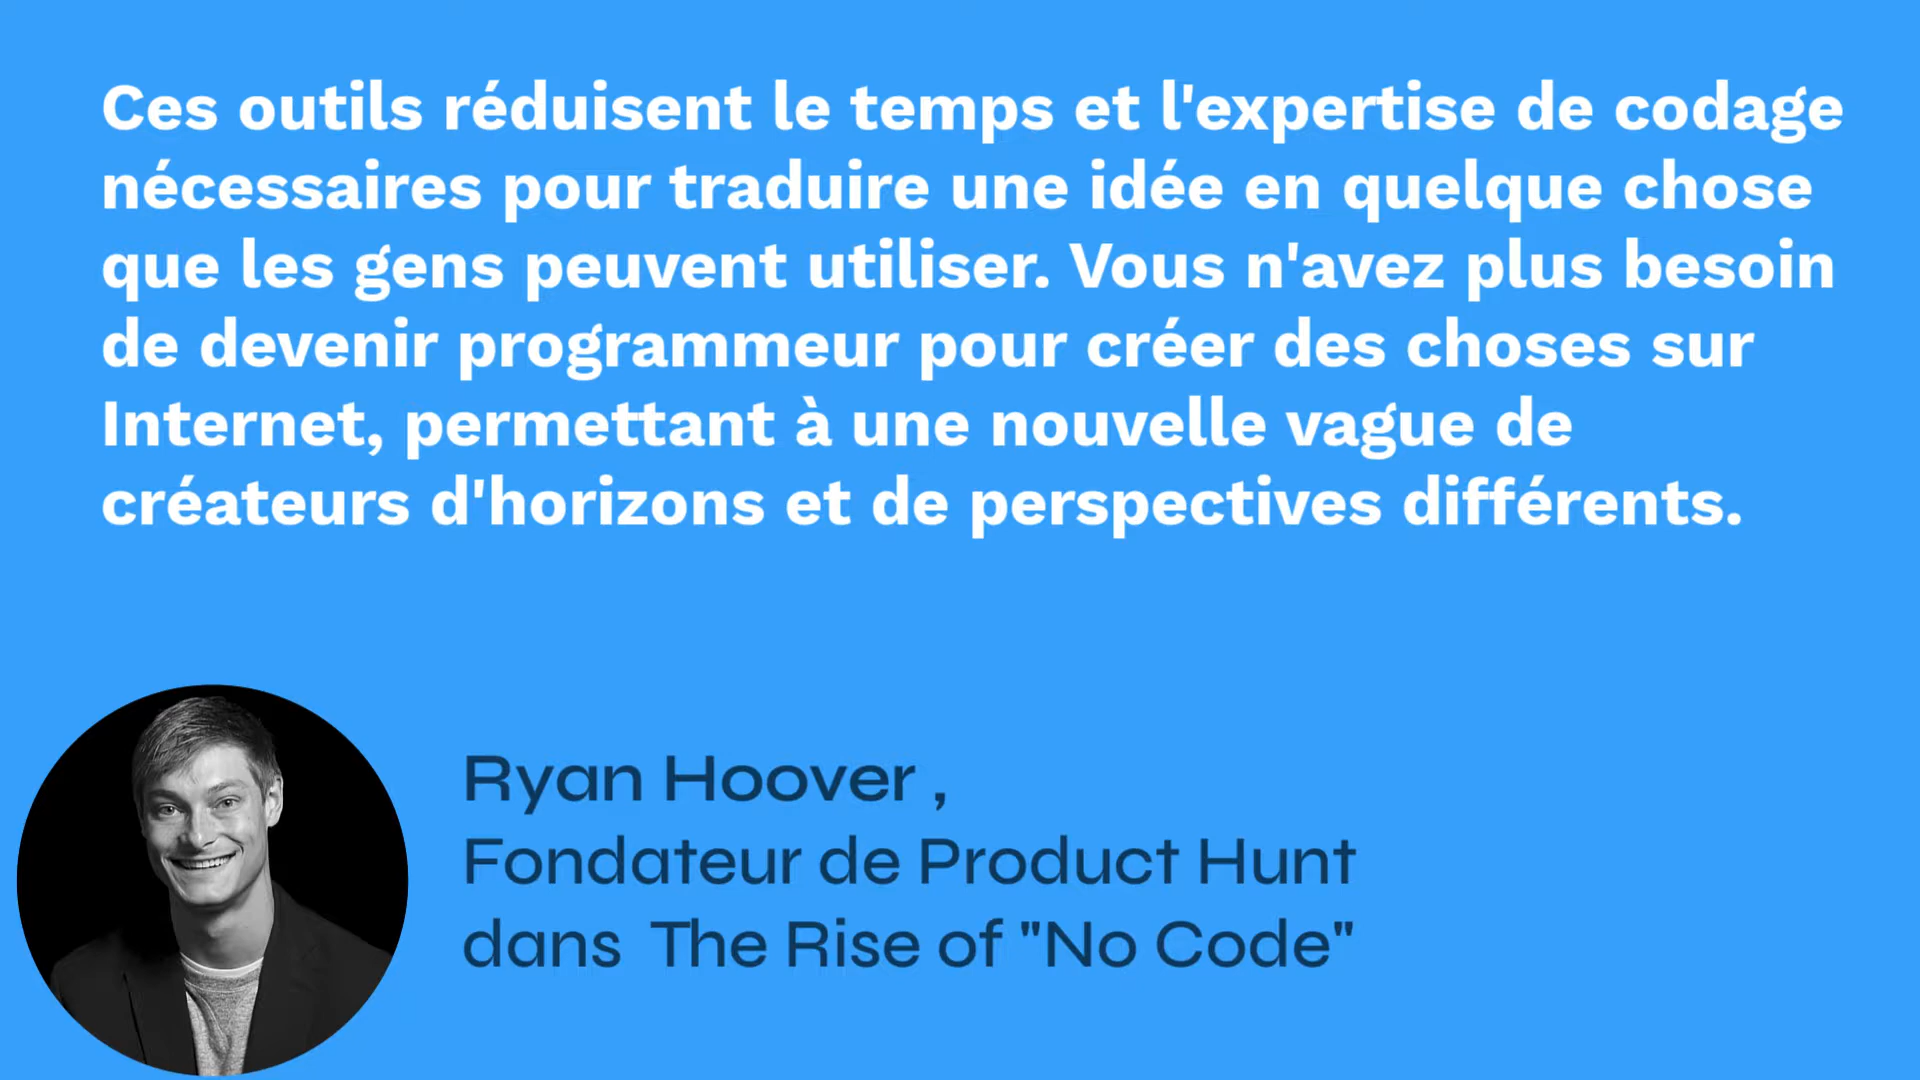 Ces outils réduisent le temps et l'expertise de codage
nécessaires pour traduire une idée en quelque chose
que les gens peuvent utiliser. Vous n'avez plus besoin
de devenir programmeur pour créer des choses sur
Internet, permettant à une nouvelle vague de
créateurs d'horizons et de perspectives différents.
Ryan Hoover ,
Fondateur de Product Hunt
dans The Rise of "No Code"